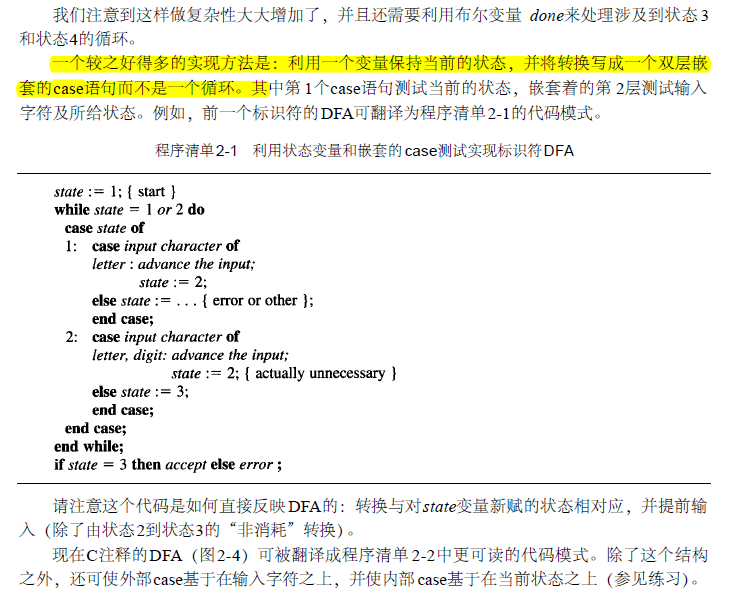 我们注意到这样做复杂性大大增加了，并且还需要利用布尔变量 done来处理涉及到状态3
和状态4的循环。
一个较之好得多的实现方法是：利用一个变量保持当前的状态，并将转换写成一个双层嵌
套的case语句而不是一个循环。其中第1个case语句测试当前的状态，嵌套着的第 2层测试输入
字符及所给状态。例如，前一个标识符的DFA可翻译为程序清单2-1的代码模式。
程序清单2-1 利用状态变量和嵌套的case测试实现标识符DFA
state := 1; { start }
while state = 1 or 2 do
case state of
1: case input character of
letter : advance the input;
state := 2;
else state := . . . { error or other };
end case;
2: case input character of
letter, digit: advance the input;
state := 2; { actually unnecessary }
else state := 3;
end case;
end case;
end while;
if state = 3 then accept else error ;
请注意这个代码是如何直接反映DFA的：转换与对state变量新赋的状态相对应，并提前输
入（除了由状态2到状态3的“非消耗”转换）。
现在C注释的DFA（图2-4）可被翻译成程序清单2-2中更可读的代码模式。除了这个结构
之外，还可使外部case基于在输入字符之上，并使内部case基于在当前状态之上（参见练习）。